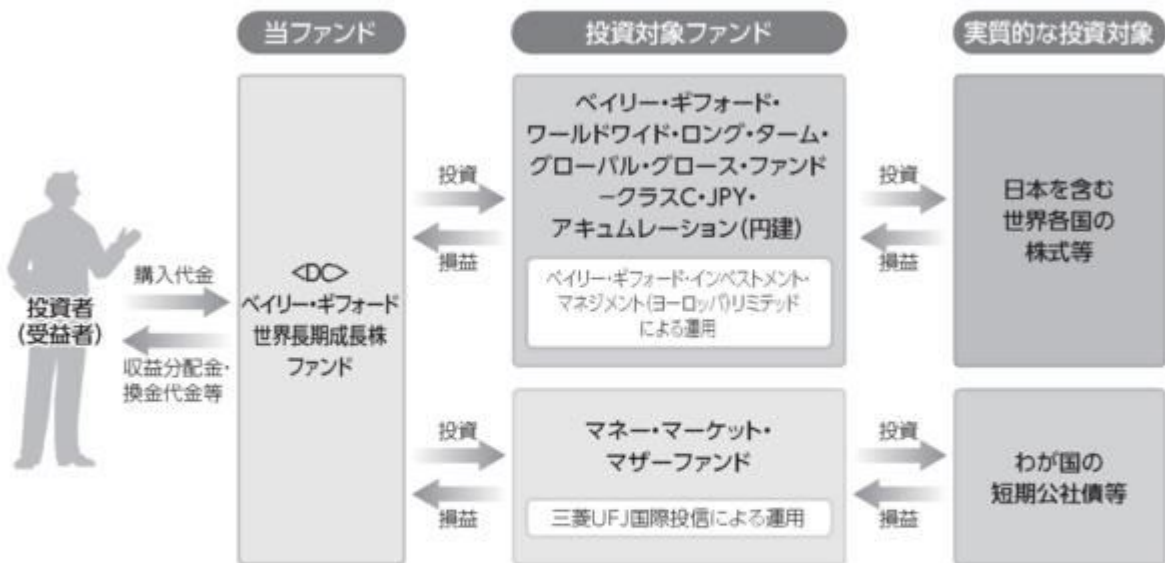 当ファンド
投資対象ファンド
実質的な投資対象
投資者
(受益者)
購入代金
収益分配金・
換金代金等
<DC>
ベイリー・ギフォード
世界長期成長株
ファンド
投資
損益
ベイリー・ギフォード・
ワールドワイド・ロング・ターム・
グローバル・グロース・ファンド
－クラスC・JPY・
アキュムレーション(円建)
ベイリー・ギフォード・インベストメント・
マネジメント(ヨーロッパ)リミテッド
による運用
投資
損益
日本を含む
世界各国の
株式等
投資
損益
マネー・マーケット・
マザーファンド
三菱UFJ国際投信による運用
投資
損益
わが国の
短期公社債等